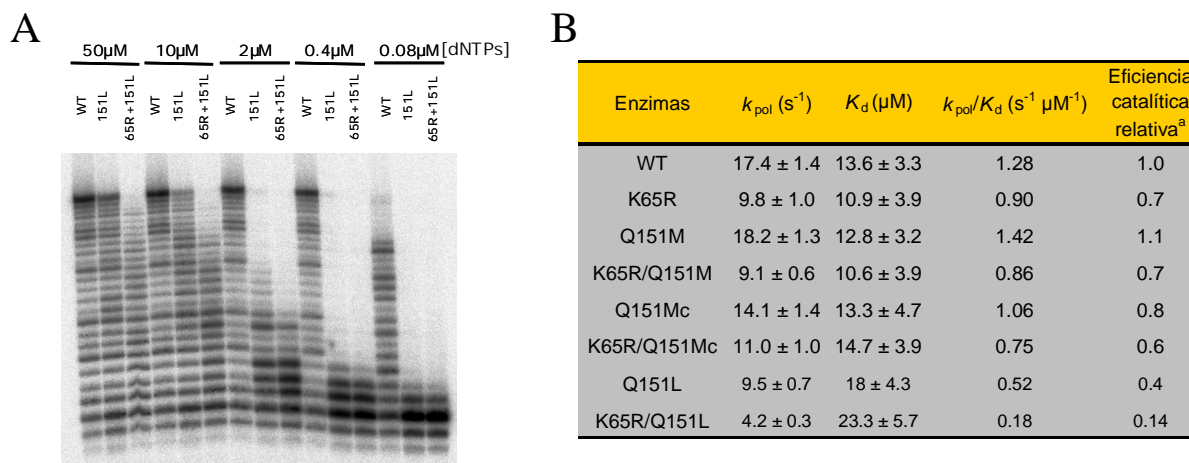 A
50µM 10µM 2µM 0.4µM 0.08µM [dNTPs]
WT 151L 65R+151L WT 151L 65R+151L WT 151L 65R+151L WT 151L 65R+151L WT 151L 65R+151L
B
Enzimas kpol (s-1) Kd (µM) kpol/Kd (s-1 µM-1) Eficiencia
catalítica
relativaa
WT 17.4 ± 1.4 13.6 ± 3.3 1.28 1.0
K65R 9.8 ± 1.0 10.9 ± 3.9 0.90 0.7
Q151M 18.2 ± 1.3 12.8 ± 3.2 1.42 1.1
K65R/Q151M 9.1 ± 0.6 10.6 ± 3.9 0.86 0.7
Q151Mc 14.1 ± 1.4 13.3 ± 4.7 1.06 0.8
K65R/Q151Mc 11.0 ± 1.0 14.7 ± 3.9 0.75 0.6
Q151L 9.5 ± 0.7 18 ± 4.3 0.52 0.4
K65R/Q151L 4.2 ± 0.3 23.3 ± 5.7 0.18 0.14